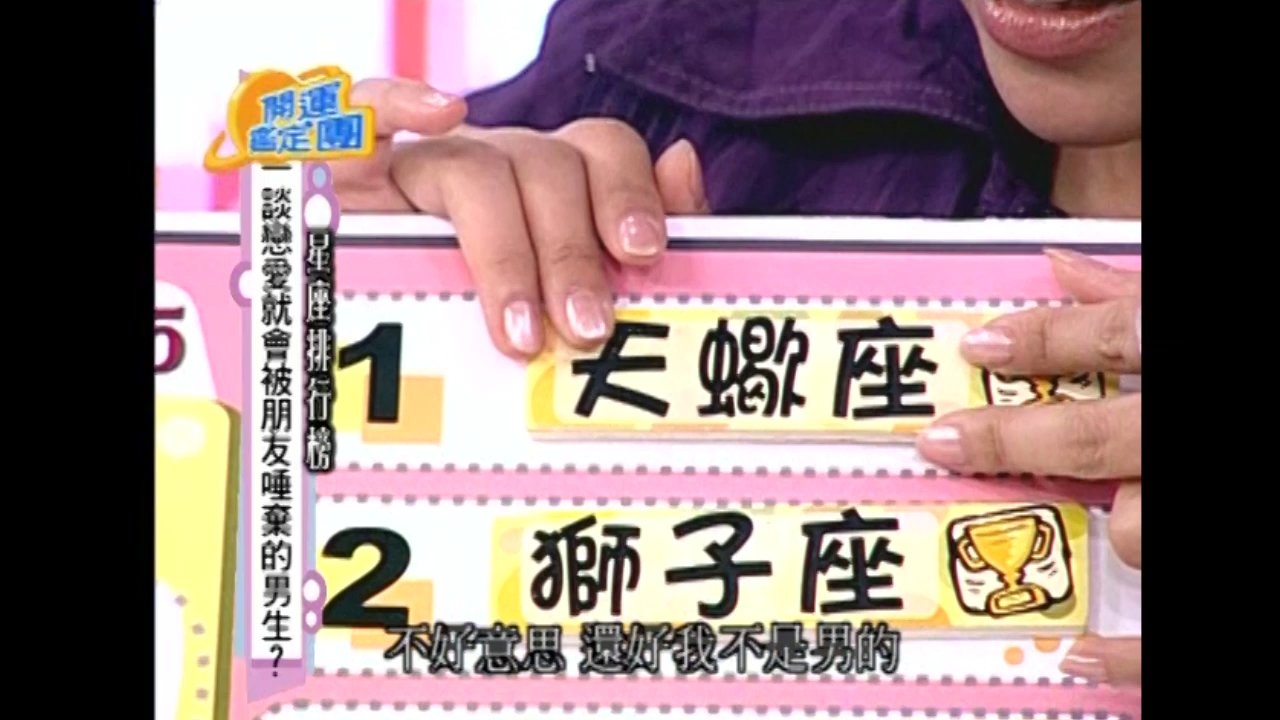 開運
鑑定團
星座排行榜
一談戀愛就會被朋友唾棄的男生?
5
1
天蠍座
2
獅子座
不好意思 還好我不是男的